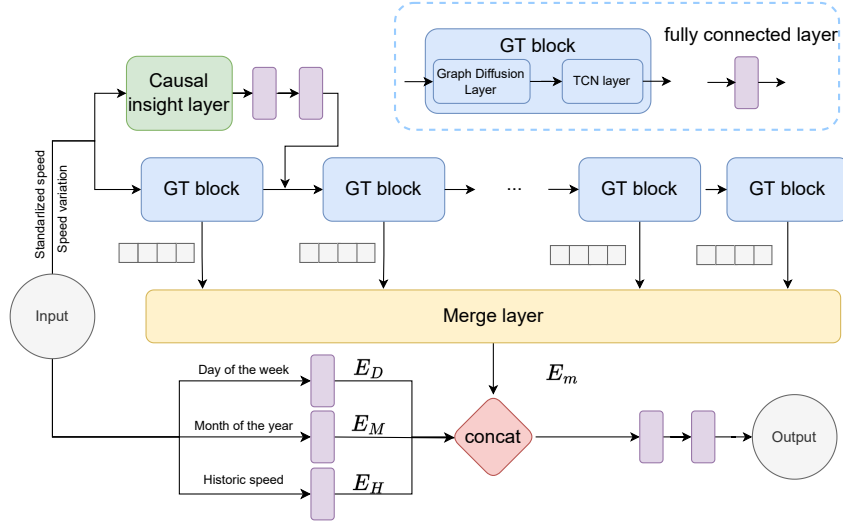 GT block
fully connected layer
Graph Diffusion
Layer
TCN layer
Causal
insight layer
Standarlized speed
Speed variation
GT block
GT block
...
GT block
GT block
Input
Merge layer
Day of the week
E_D
E_m
Month of the year
E_M
concat
Output
Historic speed
E_H